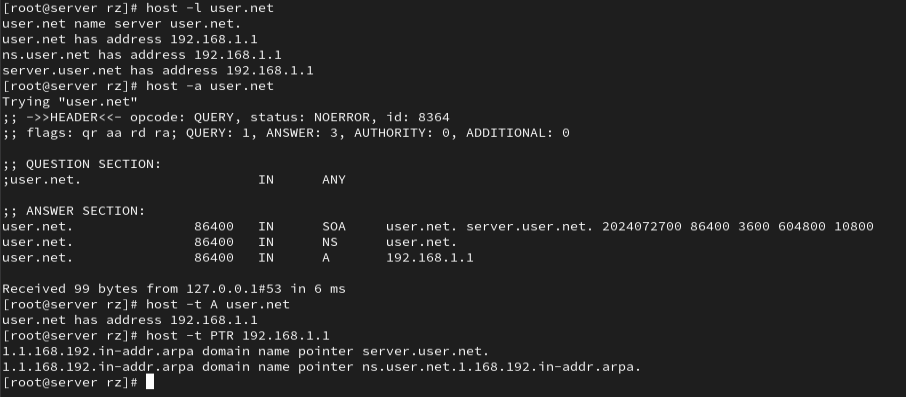 [root@server rz]# host -l user.net
user.net name server user.net.
user.net has address 192.168.1.1
ns.user.net has address 192.168.1.1
server.user.net has address 192.168.1.1
[root@server rz]# host -a user.net
Trying "user.net"
;; ->>HEADER<<- opcode: QUERY, status: NOERROR, id: 8364
;; flags: qr aa rd ra; QUERY: 1, ANSWER: 3, AUTHORITY: 0, ADDITIONAL: 0
;; QUESTION SECTION:
;user.net. IN ANY
;; ANSWER SECTION:
user.net. 86400 IN SOA user.net. server.user.net. 2024072700 86400 3600 604800 10800
user.net. 86400 IN NS user.net.
user.net. 86400 IN A 192.168.1.1
Received 99 bytes from 127.0.0.1#53 in 6 ms
[root@server rz]# host -t A user.net
user.net has address 192.168.1.1
[root@server rz]# host -t PTR 192.168.1.1
1.1.168.192.in-addr.arpa domain name pointer server.user.net.
1.1.168.192.in-addr.arpa domain name pointer ns.user.net.1.168.192.in-addr.arpa.
[root@server rz]#